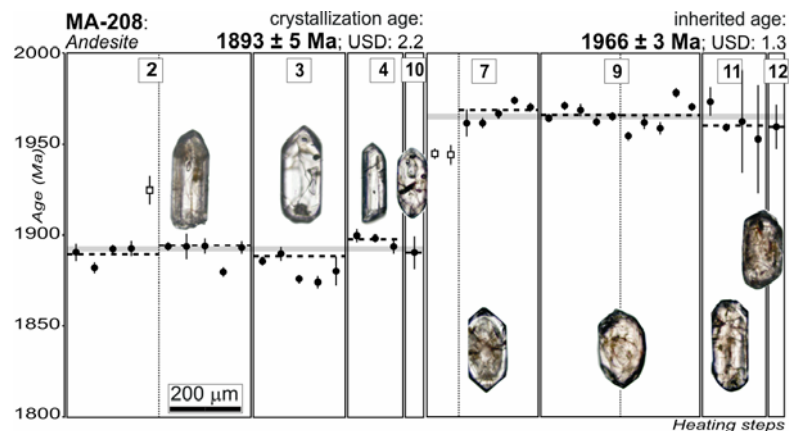 MA-208: crystallization age: inherited age:
Andesite 1893 ± 5 Ma; USD: 2.2 1966 ± 3 Ma; USD: 1.3
2000
2 3 4 10 7 9 11 12
1950
Age (Ma)
1900
1850
200 µm
1800
Heating steps